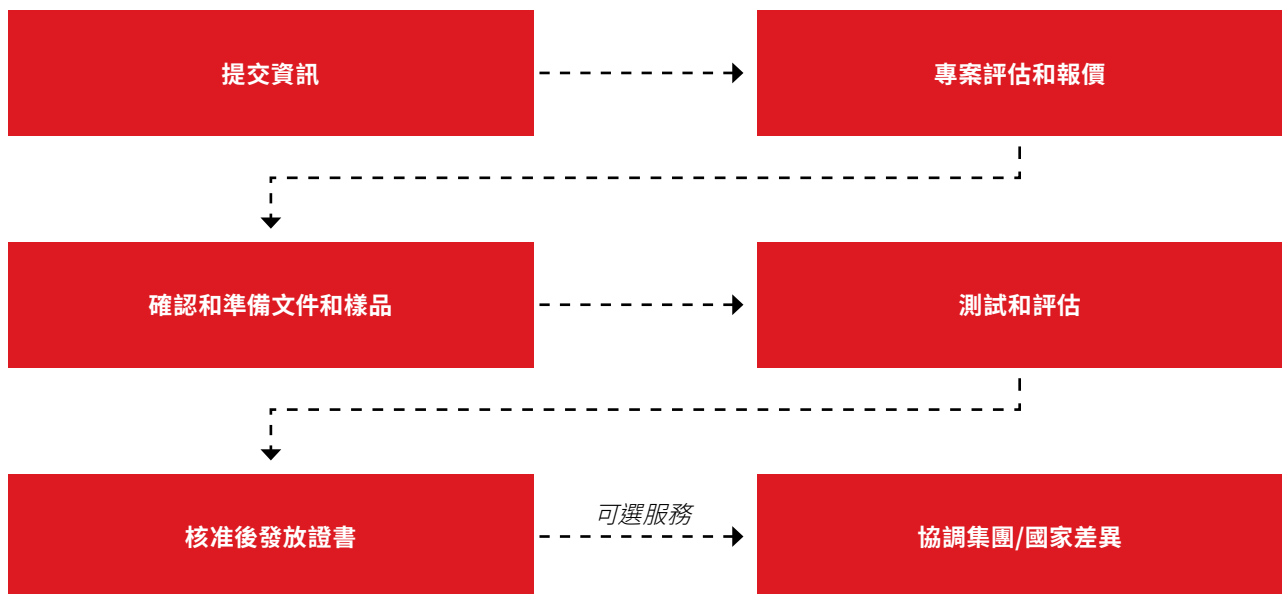 提交資訊
專案評估和報價
確認和準備文件和樣品
測試和評估
核准後發放證書
可選服務
協調集團/國家差異